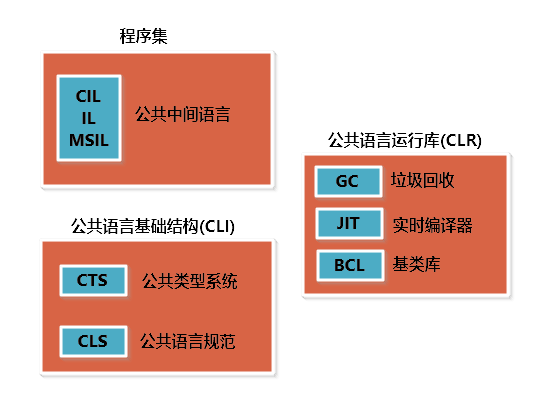 程序集
CIL
IL
MSIL
公共中间语言
公共语言基础结构(CLI)
CTS
公共类型系统
CLS
公共语言规范
公共语言运行库(CLR)
GC
垃圾回收
JIT
实时编译器
BCL
基类库